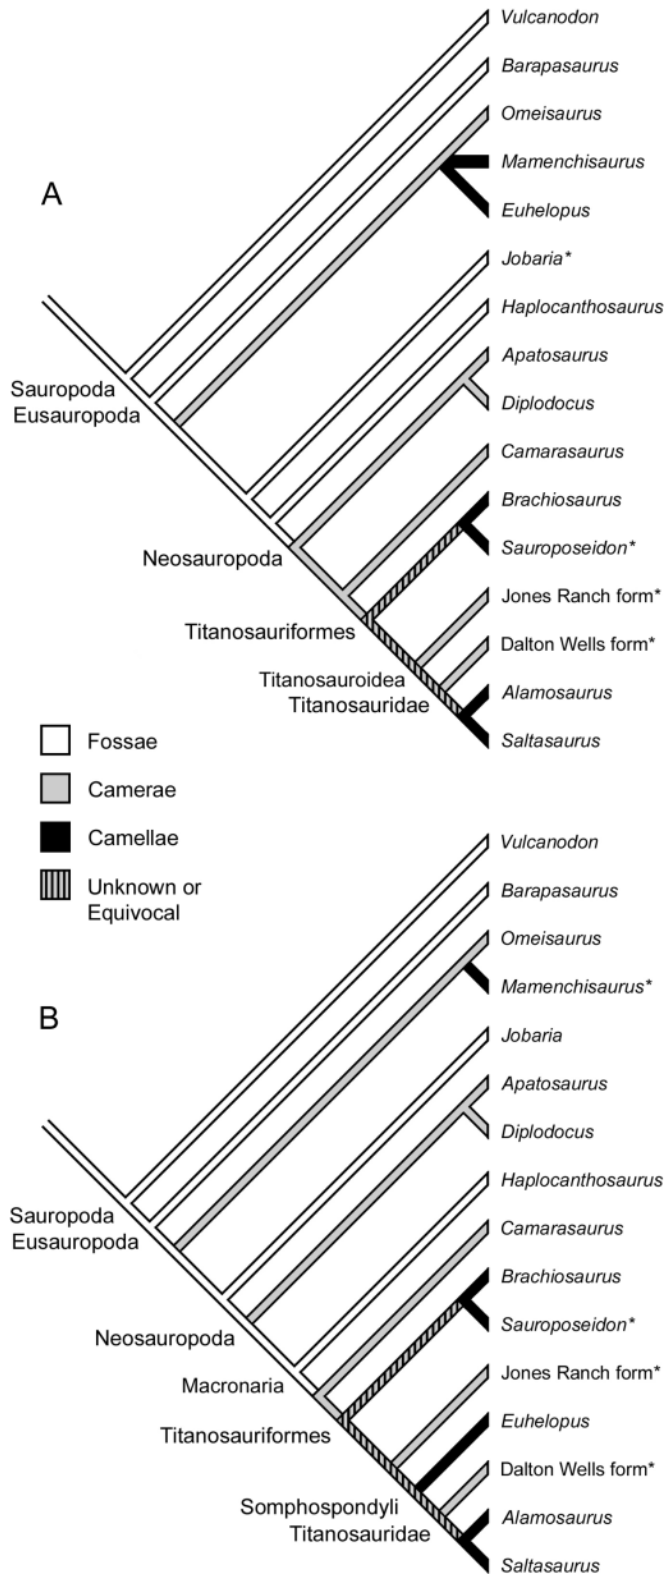 Vulcanodon
Barapasaurus
Omeisaurus
Mamenchisaurus
Euhelopus
A
Jobaria*
Haplocanthosaurus
Apatosaurus
Diplodocus
Sauropoda
Eusauropoda
Camarasaurus
Brachiosaurus
Sauroposeidon*
Neosauropoda
Jones Ranch form*
Titanosauriformes
Dalton Wells form*
Titanosauroidea
Titanosauridae
Alamosaurus
Saltasaurus
Fossae
Camerae
Camellae
Unknown or
Equivocal
Vulcanodon
Barapasaurus
Omeisaurus
Mamenchisaurus*
B
Jobaria
Apatosaurus
Diplodocus
Haplocanthosaurus
Sauropoda
Eusauropoda
Camarasaurus
Brachiosaurus
Sauroposeidon*
Neosauropoda
Jones Ranch form*
Macronaria
Euhelopus
Titanosauriformes
Dalton Wells form*
Somphospondyli
Titanosauridae
Alamosaurus
Saltasaurus